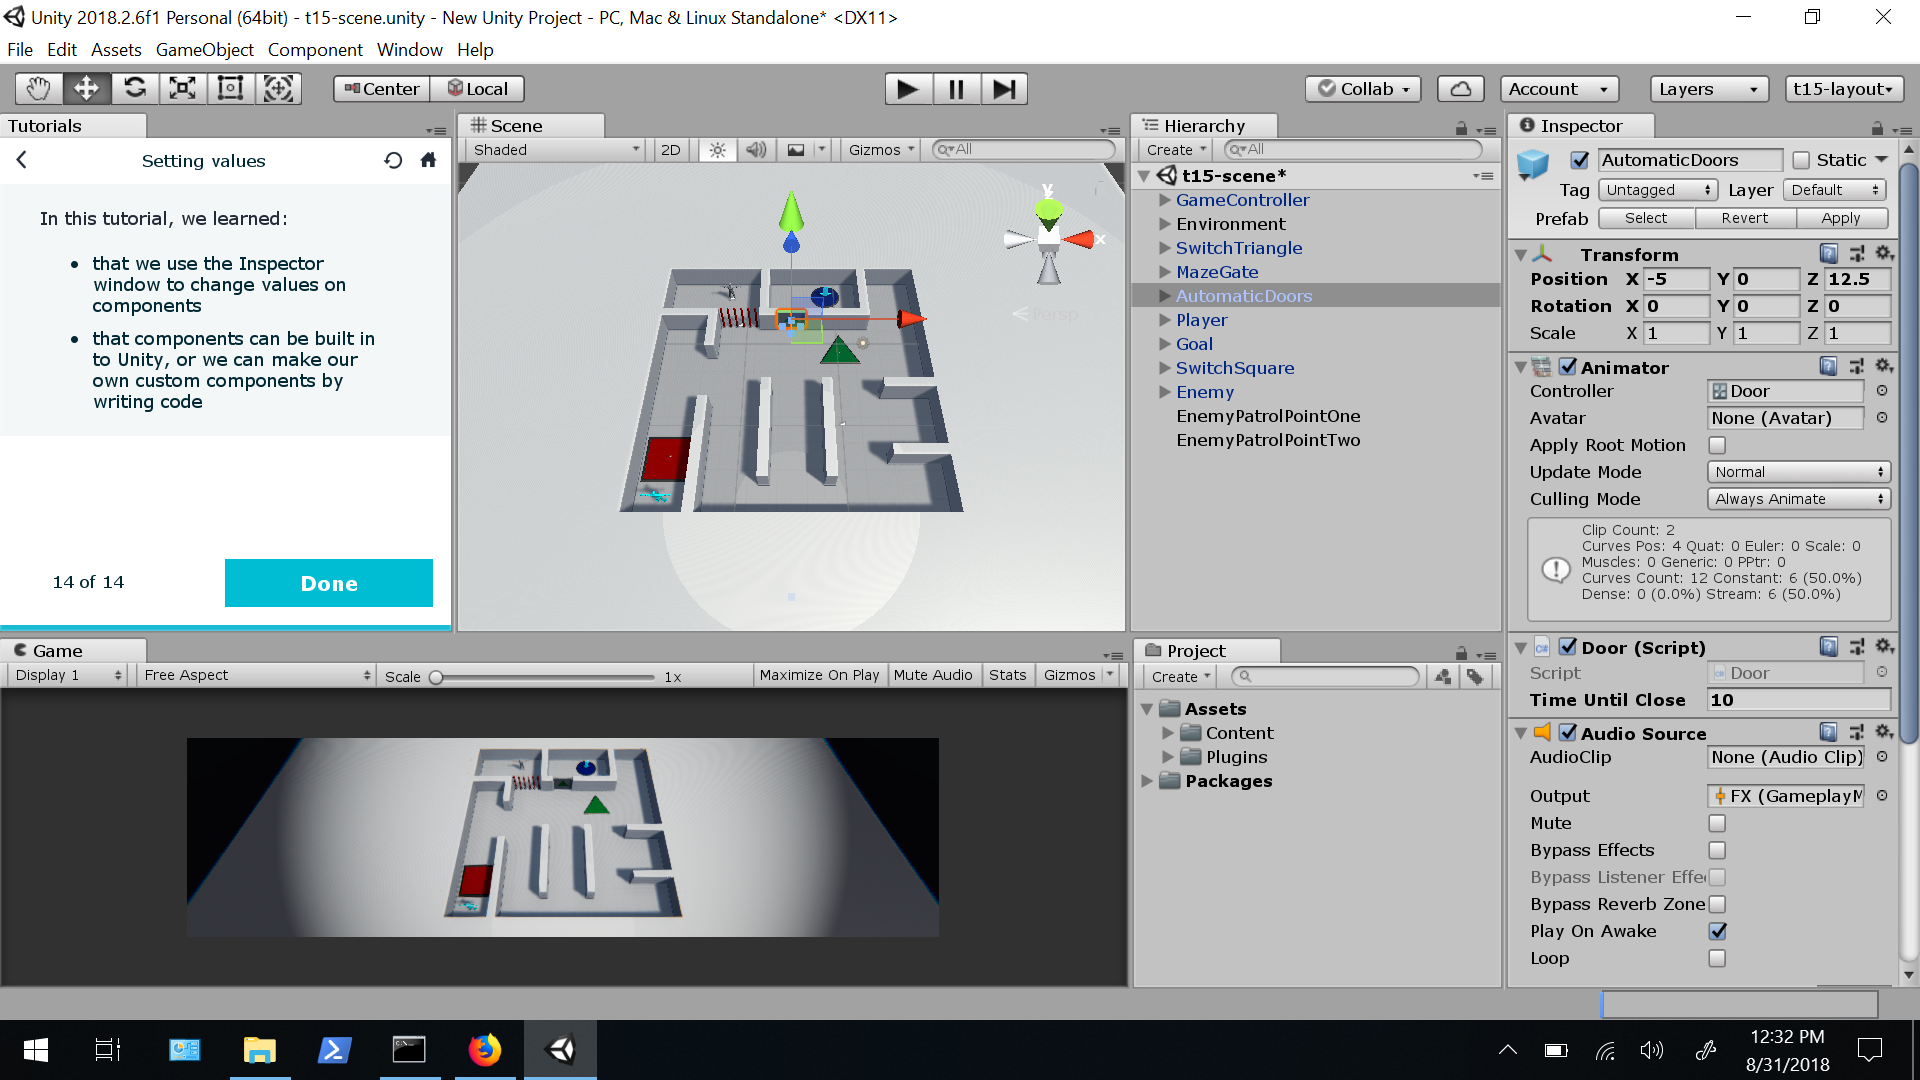 Unity 2018.2.6f1 Personal (64bit) - t15-scene.unity - New Unity Project - PC, Mac & Linux Standalone* <DX11>
File Edit Assets GameObject Component Window Help
Center Local
Collab Account Layers t15-layout
Tutorials
Setting values
In this tutorial, we learned:
• that we use the Inspector
window to change values on
components
• that components can be built in
to Unity, or we can make our
own custom components by
writing code
14 of 14 Done
Scene
Shaded 2D Gizmos All
y
x
Persp
Hierarchy
Create All
t15-scene*
GameController
Environment
SwitchTriangle
MazeGate
AutomaticDoors
Player
Goal
SwitchSquare
Enemy
EnemyPatrolPointOne
EnemyPatrolPointTwo
Inspector
AutomaticDoors Static
Tag Untagged Layer Default
Prefab Select Revert Apply
Transform
Position X -5 Y 0 Z 12.5
Rotation X 0 Y 0 Z 0
Scale X 1 Y 1 Z 1
Animator
Controller Door
Avatar None (Avatar)
Apply Root Motion
Update Mode Normal
Culling Mode Always Animate
Clip Count: 2
Curves Pos: 4 Quat: 0 Euler: 0 Scale: 0
Muscles: 0 Generic: 0 PPtr: 0
Curves Count: 12 Constant: 6 (50.0%)
Dense: 0 (0.0%) Stream: 6 (50.0%)
Door (Script)
Script Door
Time Until Close 10
Audio Source
AudioClip None (Audio Clip)
Output FX (GameplayM
Mute
Bypass Effects
Bypass Listener Effe
Bypass Reverb Zone
Play On Awake
Loop
Game
Display 1 Free Aspect Scale 1x Maximize On Play Mute Audio Stats Gizmos
Project
Create
Assets
Content
Plugins
Packages
12:32 PM
8/31/2018